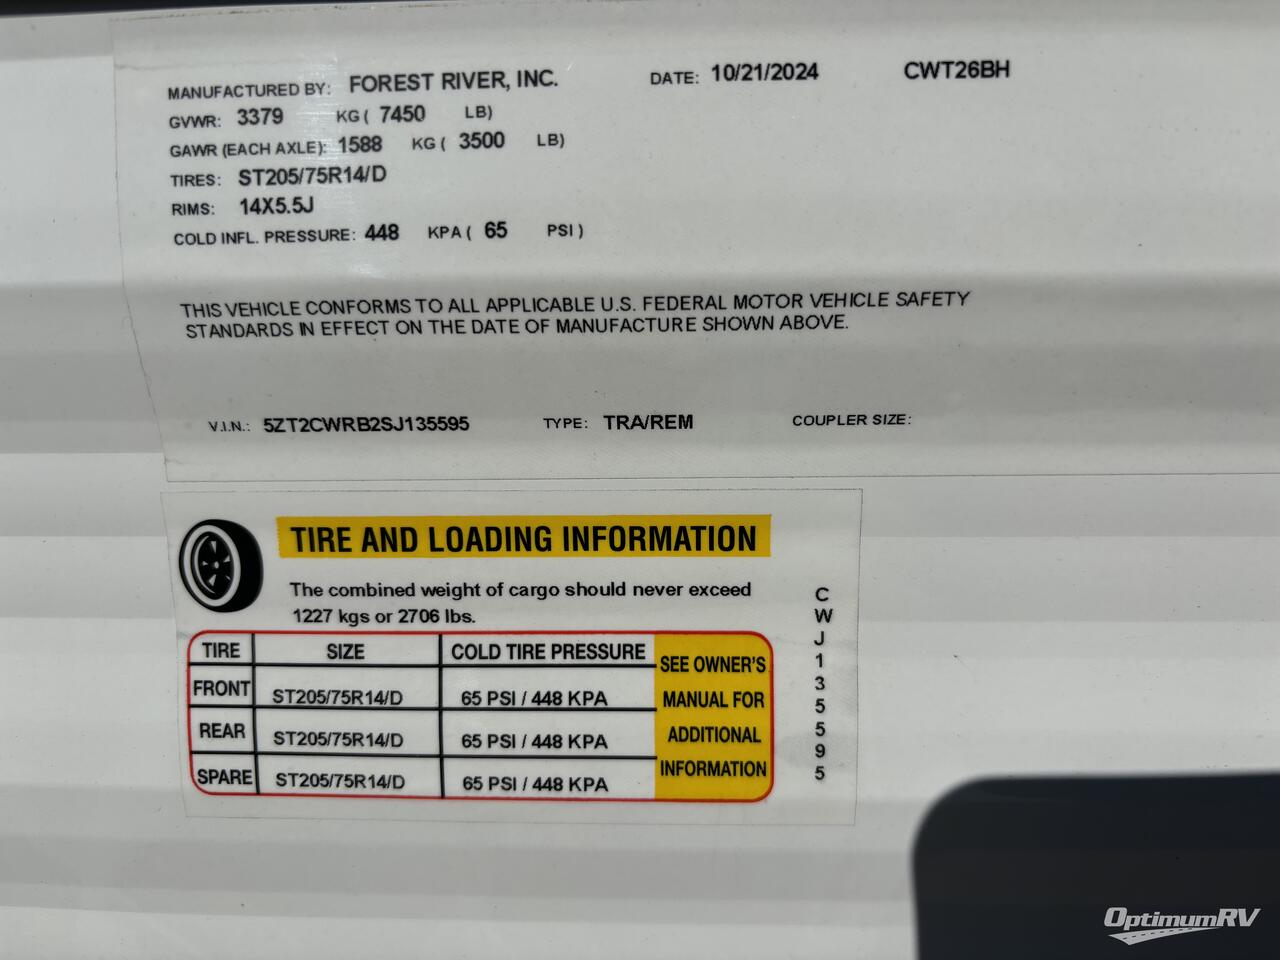 MANUFACTURED BY: FOREST RIVER, INC. DATE: 10/21/2024 CWT26BH
GVWR: 3379 KG ( 7450 LB)
GAWR (EACH AXLE): 1588 KG ( 3500 LB)
TIRES: ST205/75R14/D
RIMS: 14X5.5J
COLD INFL. PRESSURE: 448 KPA ( 65 PSI )
THIS VEHICLE CONFORMS TO ALL APPLICABLE U.S. FEDERAL MOTOR VEHICLE SAFETY
STANDARDS IN EFFECT ON THE DATE OF MANUFACTURE SHOWN ABOVE.
V.I.N.: 5ZT2CWRB2SJ135595 TYPE: TRA/REM COUPLER SIZE:
TIRE AND LOADING INFORMATION
The combined weight of cargo should never exceed
1227 kgs or 2706 lbs.
TIRE SIZE COLD TIRE PRESSURE
FRONT ST205/75R14/D 65 PSI / 448 KPA
REAR ST205/75R14/D 65 PSI / 448 KPA
SPARE ST205/75R14/D 65 PSI / 448 KPA
SEE OWNER'S
MANUAL FOR
ADDITIONAL
INFORMATION
CWJ135595
OptimumRV